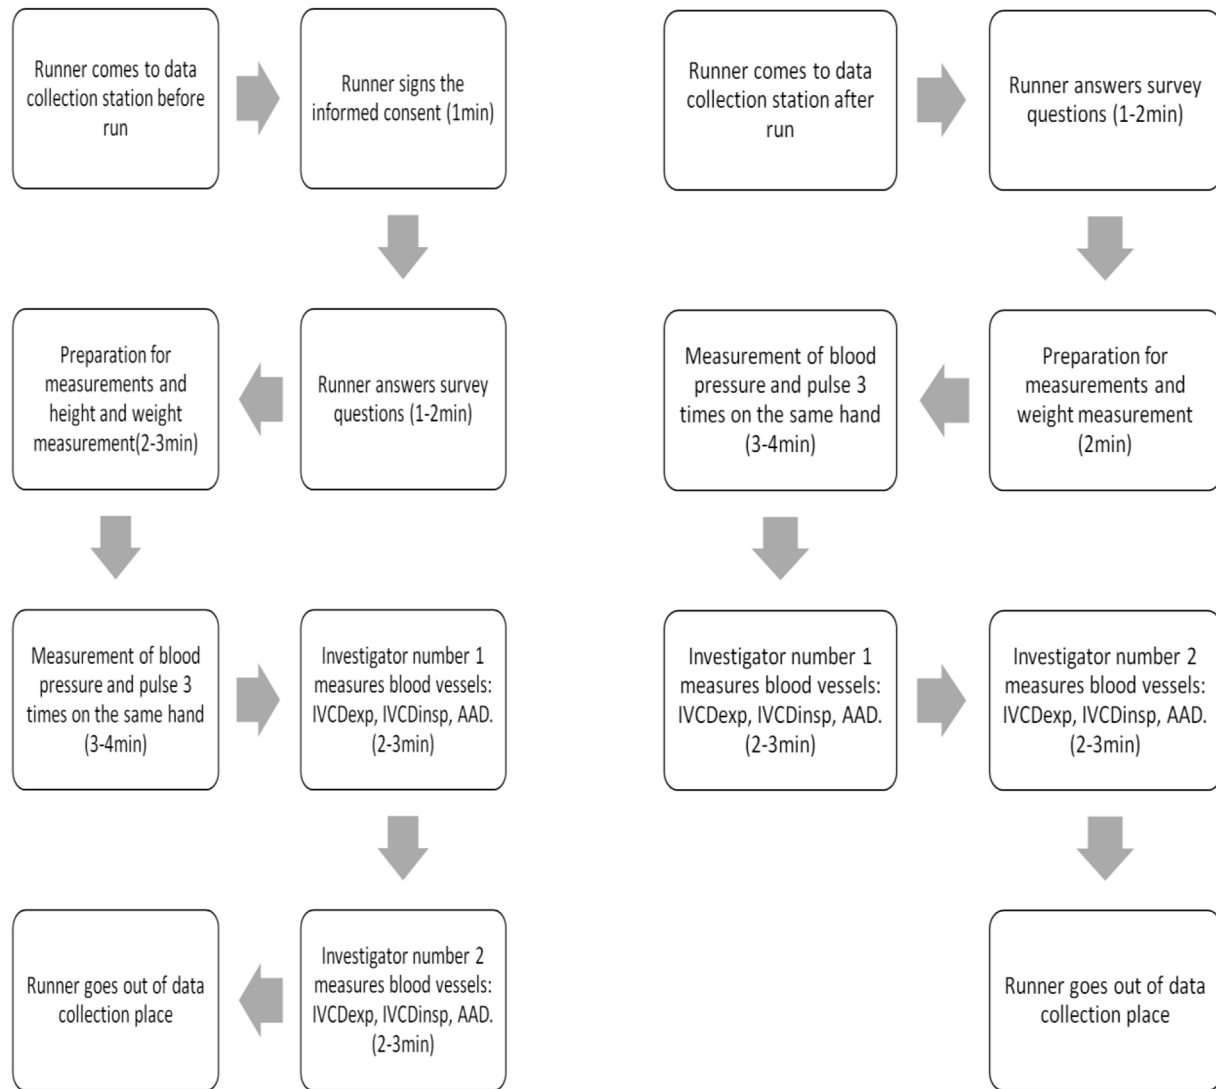 Runner comes to data
collection station before
run
Runner signs the
informed consent (1min)
Runner answers survey
questions (1-2min)
Preparation for
measurements and
height and weight
measurement(2-3min)
Measurement of blood
pressure and pulse 3
times on the same hand
(3-4min)
Investigator number 1
measures blood vessels:
IVCDexp, IVCDinsp, AAD.
(2-3min)
Investigator number 2
measures blood vessels:
IVCDexp, IVCDinsp, AAD.
(2-3min)
Runner goes out of data
collection place
Runner comes to data
collection station after
run
Runner answers survey
questions (1-2min)
Preparation for
measurements and
weight measurement
(2min)
Measurement of blood
pressure and pulse 3
times on the same hand
(3-4min)
Investigator number 1
measures blood vessels:
IVCDexp, IVCDinsp, AAD.
(2-3min)
Investigator number 2
measures blood vessels:
IVCDexp, IVCDinsp, AAD.
(2-3min)
Runner goes out of data
collection place